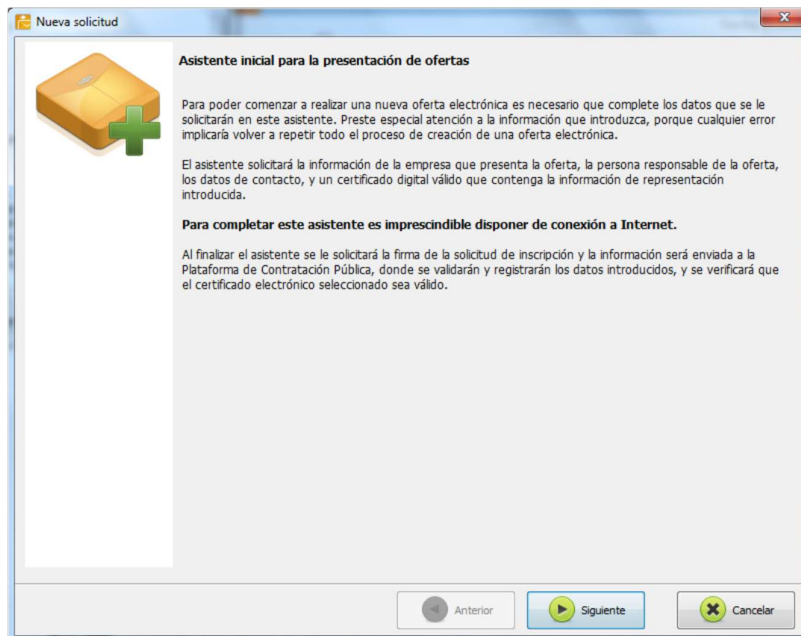 Nueva solicitud
Asistente inicial para la presentación de ofertas
Para poder comenzar a realizar una nueva oferta electrónica es necesario que complete los datos que se le
solicitarán en este asistente. Preste especial atención a la información que introduzca, porque cualquier error
implicaría volver a repetir todo el proceso de creación de una oferta electrónica.
El asistente solicitará la información de la empresa que presenta la oferta, la persona responsable de la oferta,
los datos de contacto, y un certificado digital válido que contenga la información de representación
introducida.
Para completar este asistente es imprescindible disponer de conexión a Internet.
Al finalizar el asistente se le solicitará la firma de la solicitud de inscripción y la información será enviada a la
Plataforma de Contratación Pública, donde se validarán y registrarán los datos introducidos, y se verificará que
el certificado electrónico seleccionado sea válido.
Anterior
Siguiente
Cancelar